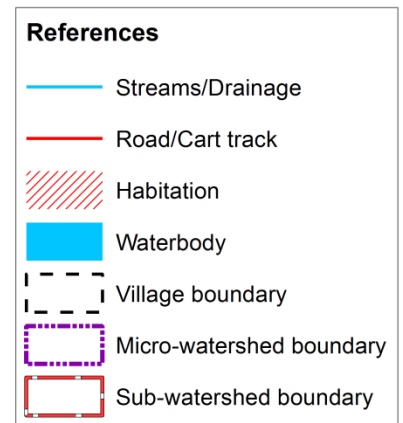 References
Streams/Drainage
Road/Cart track
Habitation
Waterbody
Village boundary
Micro-watershed boundary
Sub-watershed boundary